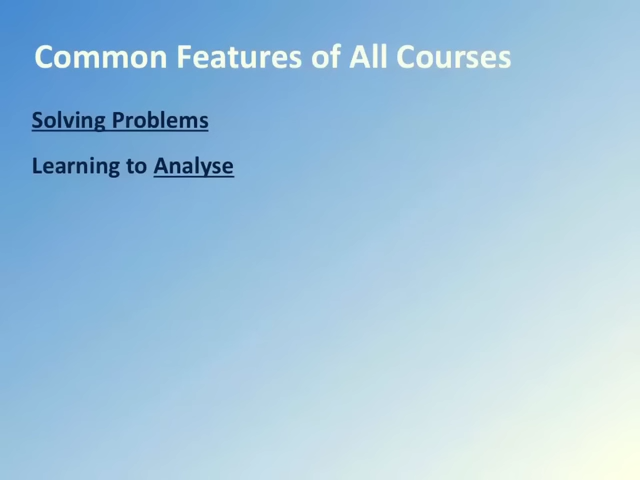 Common Features of All Courses
Solving Problems
Learning to Analyse